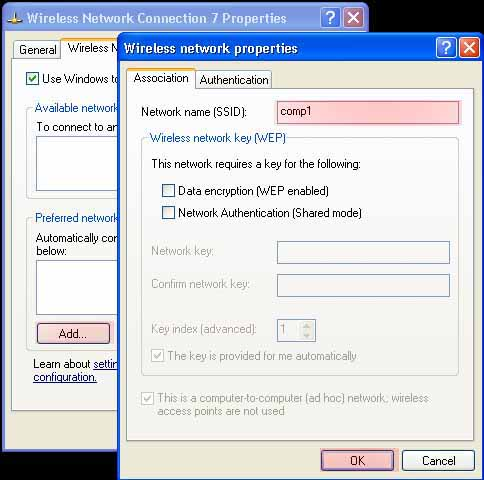 Wireless Network Connection 7 Properties
General
Wireless N
Use Windows to
Available network
To connect to an
Preferred network
Automatically con
below:
Add...
Learn about settin
configuration.
Wireless network properties
Association
Authentication
Network name (SSID):
comp1
Wireless network key (WEP)
This network requires a key for the following:
Data encryption (WEP enabled)
Network Authentication (Shared mode)
Network key:
Confirm network key:
Key index (advanced):
1
The key is provided for me automatically
This is a computer-to-computer (ad hoc) network; wireless
access points are not used
OK
Cancel